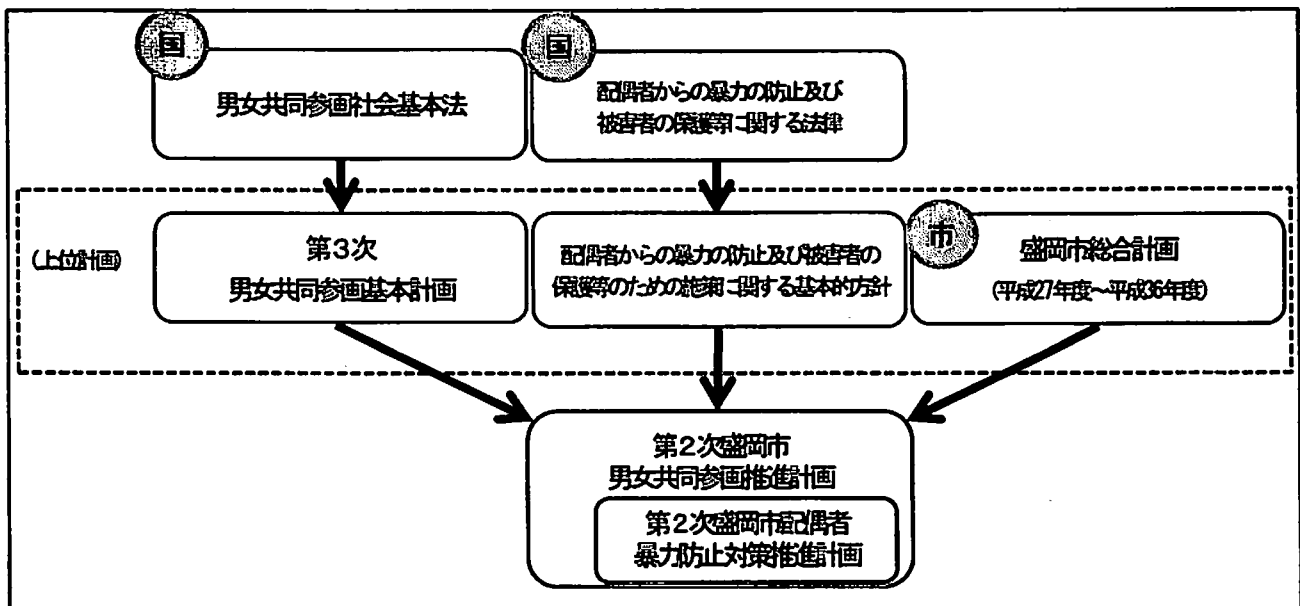 国
男女共同参画社会基本法
国
配偶者からの暴力の防止及び
被害者の保護等に関する法律
(上位計画)
第3次
男女共同参画基本計画
配偶者からの暴力の防止及び被害者の
保護等のための施策に関する基本的方針
市
盛岡市総合計画
(平成27年度~平成36年度)
第2次盛岡市
男女共同参画推進計画
第2次盛岡市配偶者
暴力防止対策推進計画